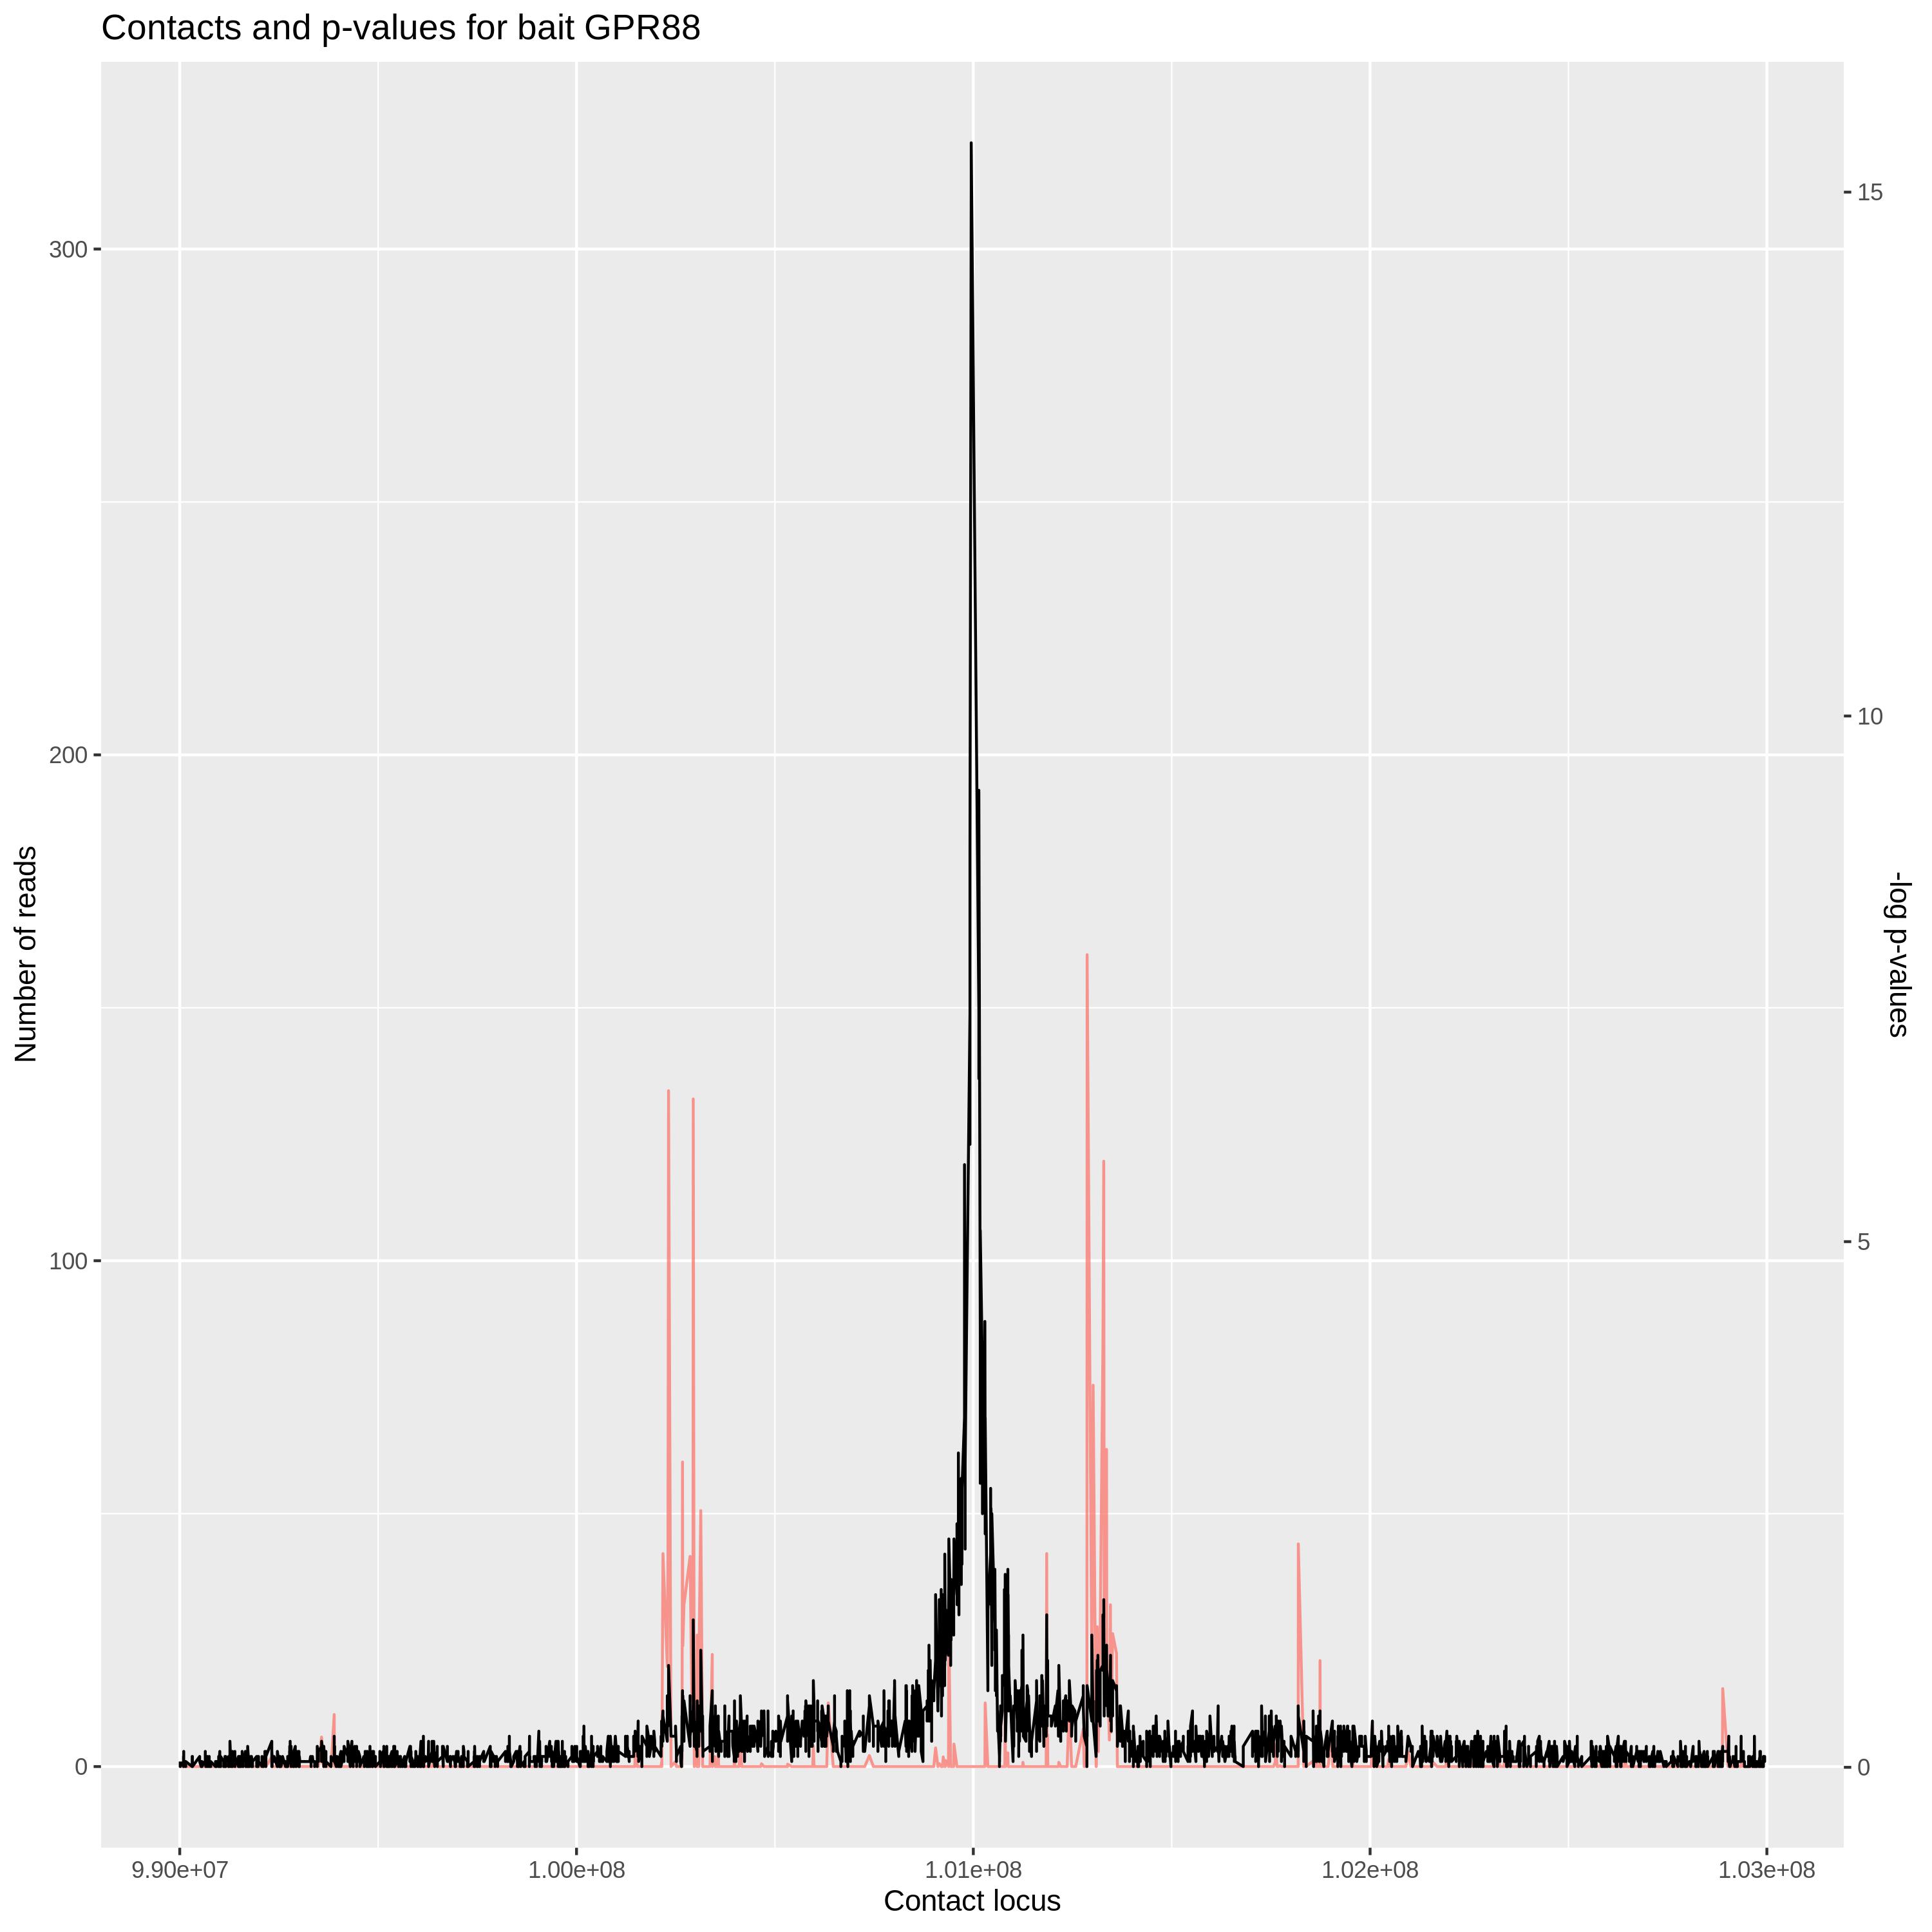 Contacts and p-values for bait GPR88
Number of reads
300
200
100
0
15
10
5
0
-log p-values
9.90e+07
1.00e+08
1.01e+08
1.02e+08
1.03e+08
Contact locus